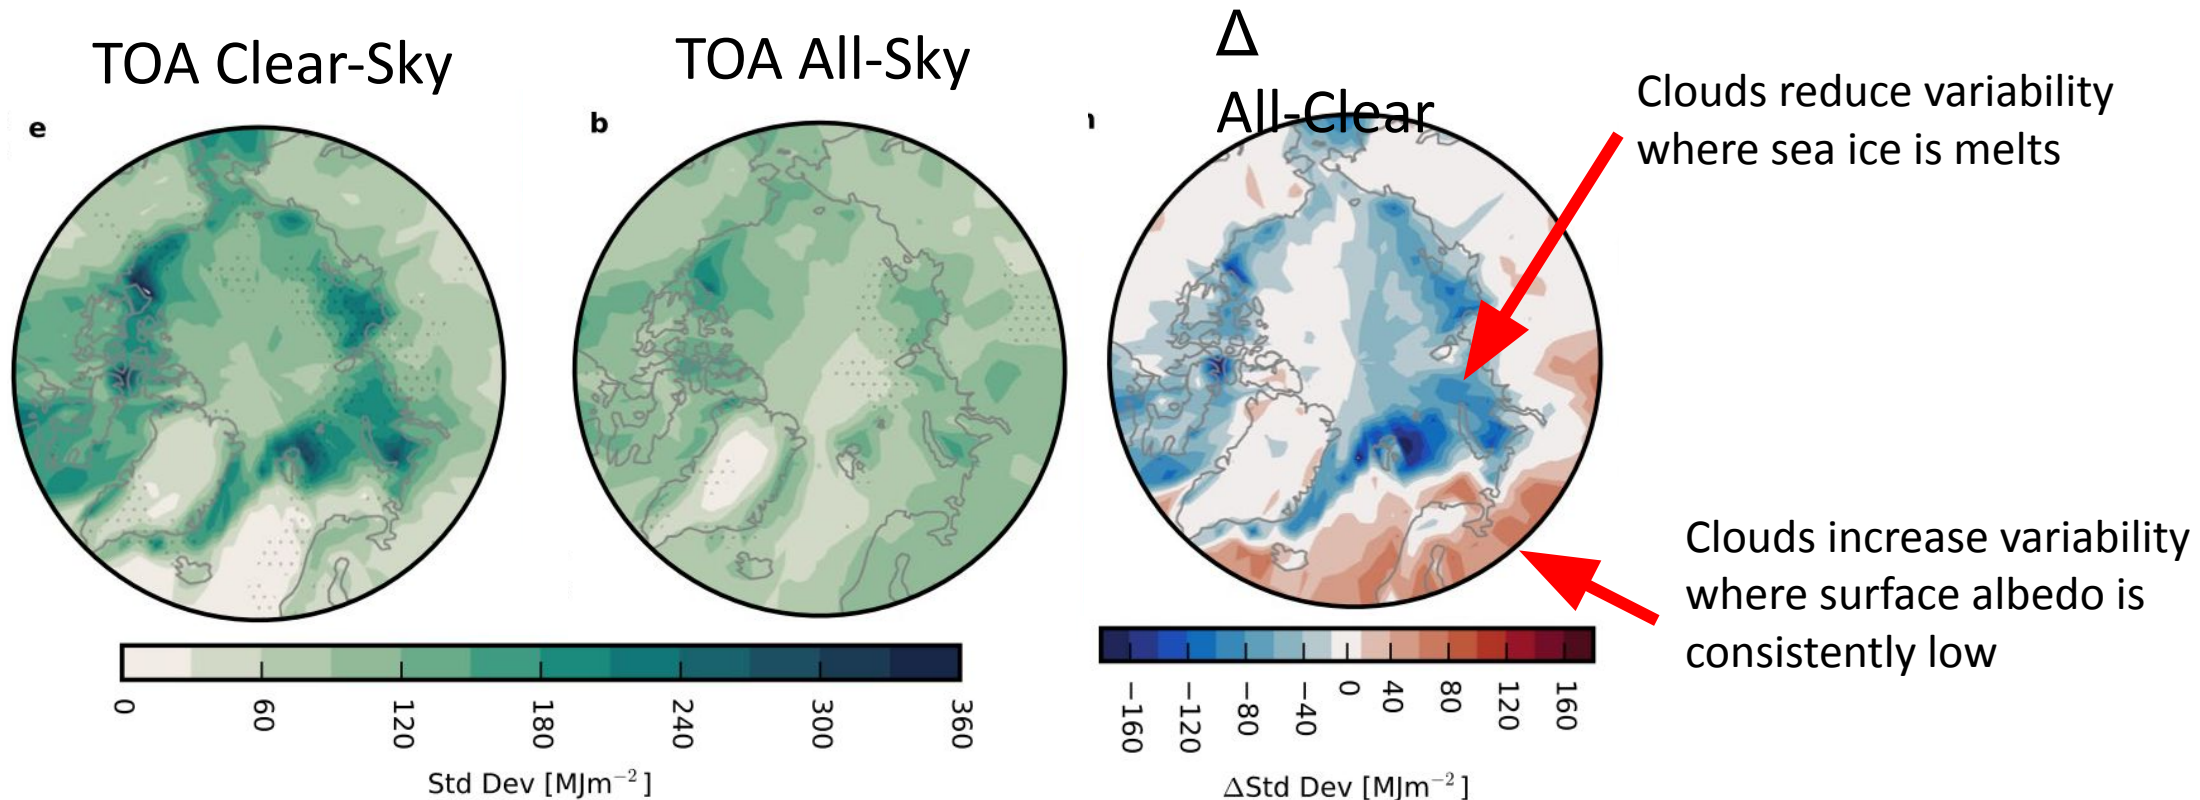 TOA Clear-Sky
TOA All-Sky
Δ
All-Clear
e
b
Clouds reduce variability
where sea ice is melts
Clouds increase variability
where surface albedo is
consistently low
0 60 120 180 240 300 360
Std Dev [MJm⁻²]
−160 −120 −80 −40 0 40 80 120 160
ΔStd Dev [MJm⁻²]